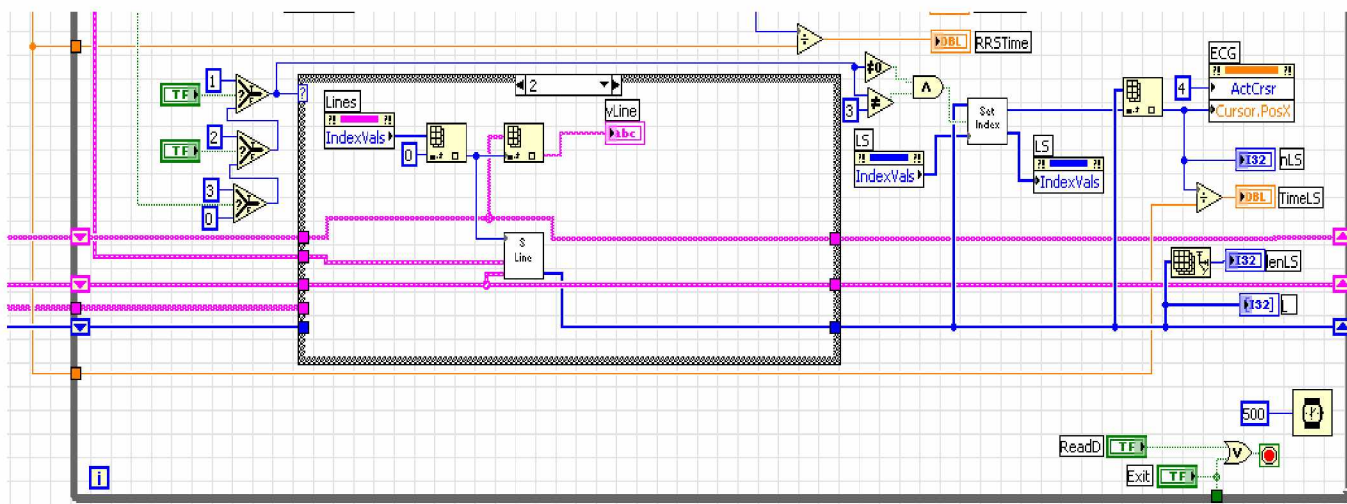 DBL RRSTime
1
TF
2
TF
3
0
?
2
Lines
IndexVals
0
vLine
abc
S
Line
≠0
3
≠
∧
LS
IndexVals
Set
Index
LS
IndexVals
ECG
4
ActCrsr
Cursor.PosX
I32 nLS
÷
DBL TimeLS
I32 lenLS
[I32] L
500
ReadD TF
V
Exit TF
i